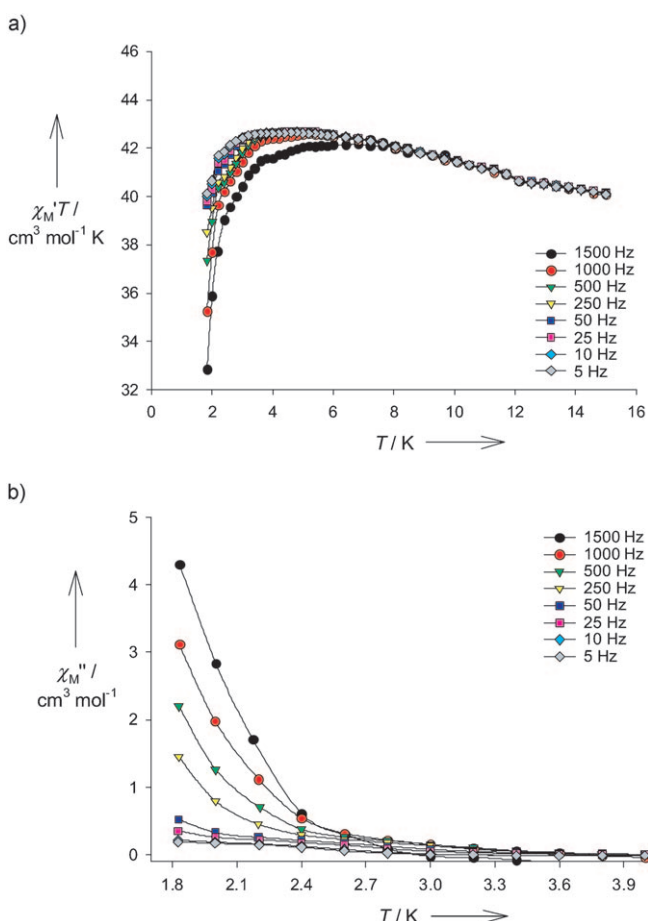 a)
46
44
42
40
38
36
34
32
χM'T /
cm³ mol⁻¹ K
1500 Hz
1000 Hz
500 Hz
250 Hz
50 Hz
25 Hz
10 Hz
5 Hz
0 2 4 6 8 10 12 14 16
T / K
b)
5
4
3
2
1
0
χM'' /
cm³ mol⁻¹
1500 Hz
1000 Hz
500 Hz
250 Hz
50 Hz
25 Hz
10 Hz
5 Hz
1.8 2.1 2.4 2.7 3.0 3.3 3.6 3.9
T / K